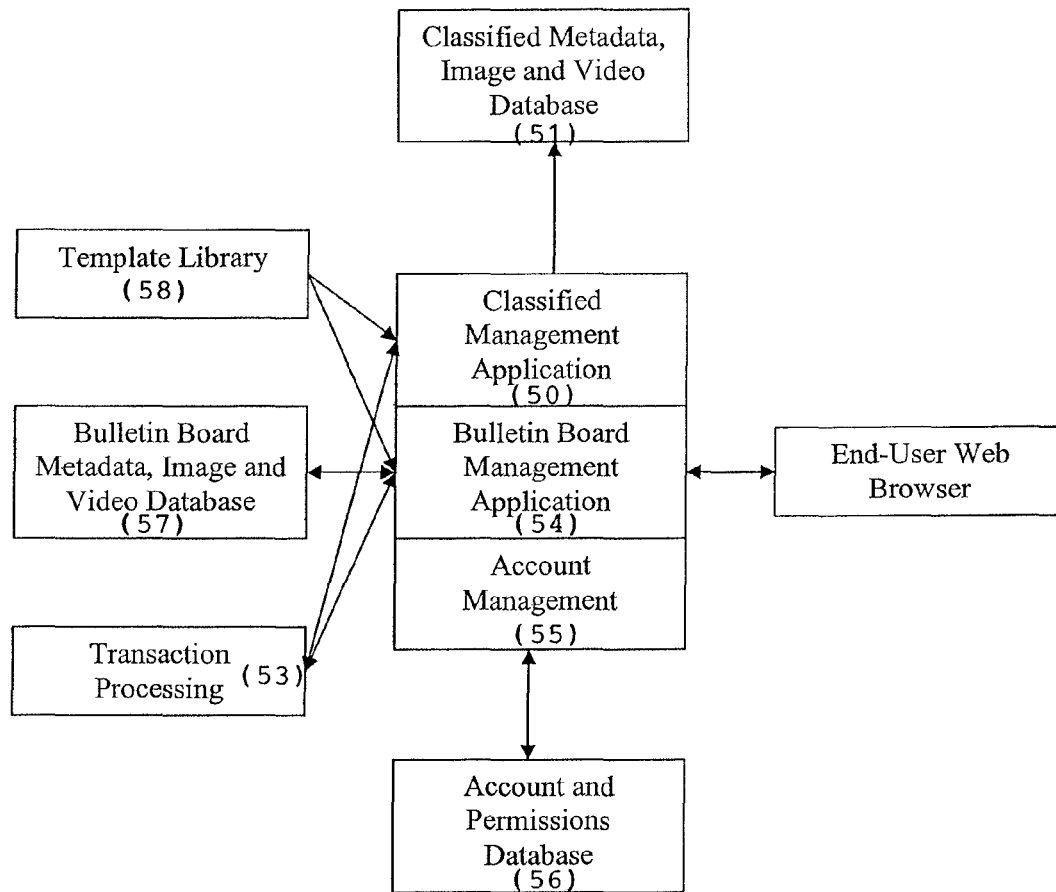 Classified Metadata,
Image and Video
Database
(51)
Template Library
(58)
Classified
Management
Application
(50)
Bulletin Board
Metadata, Image and
Video Database
(57)
Bulletin Board
Management
Application
(54)
End-User Web
Browser
Account
Management
(55)
Transaction
Processing (53)
Account and
Permissions
Database
(56)